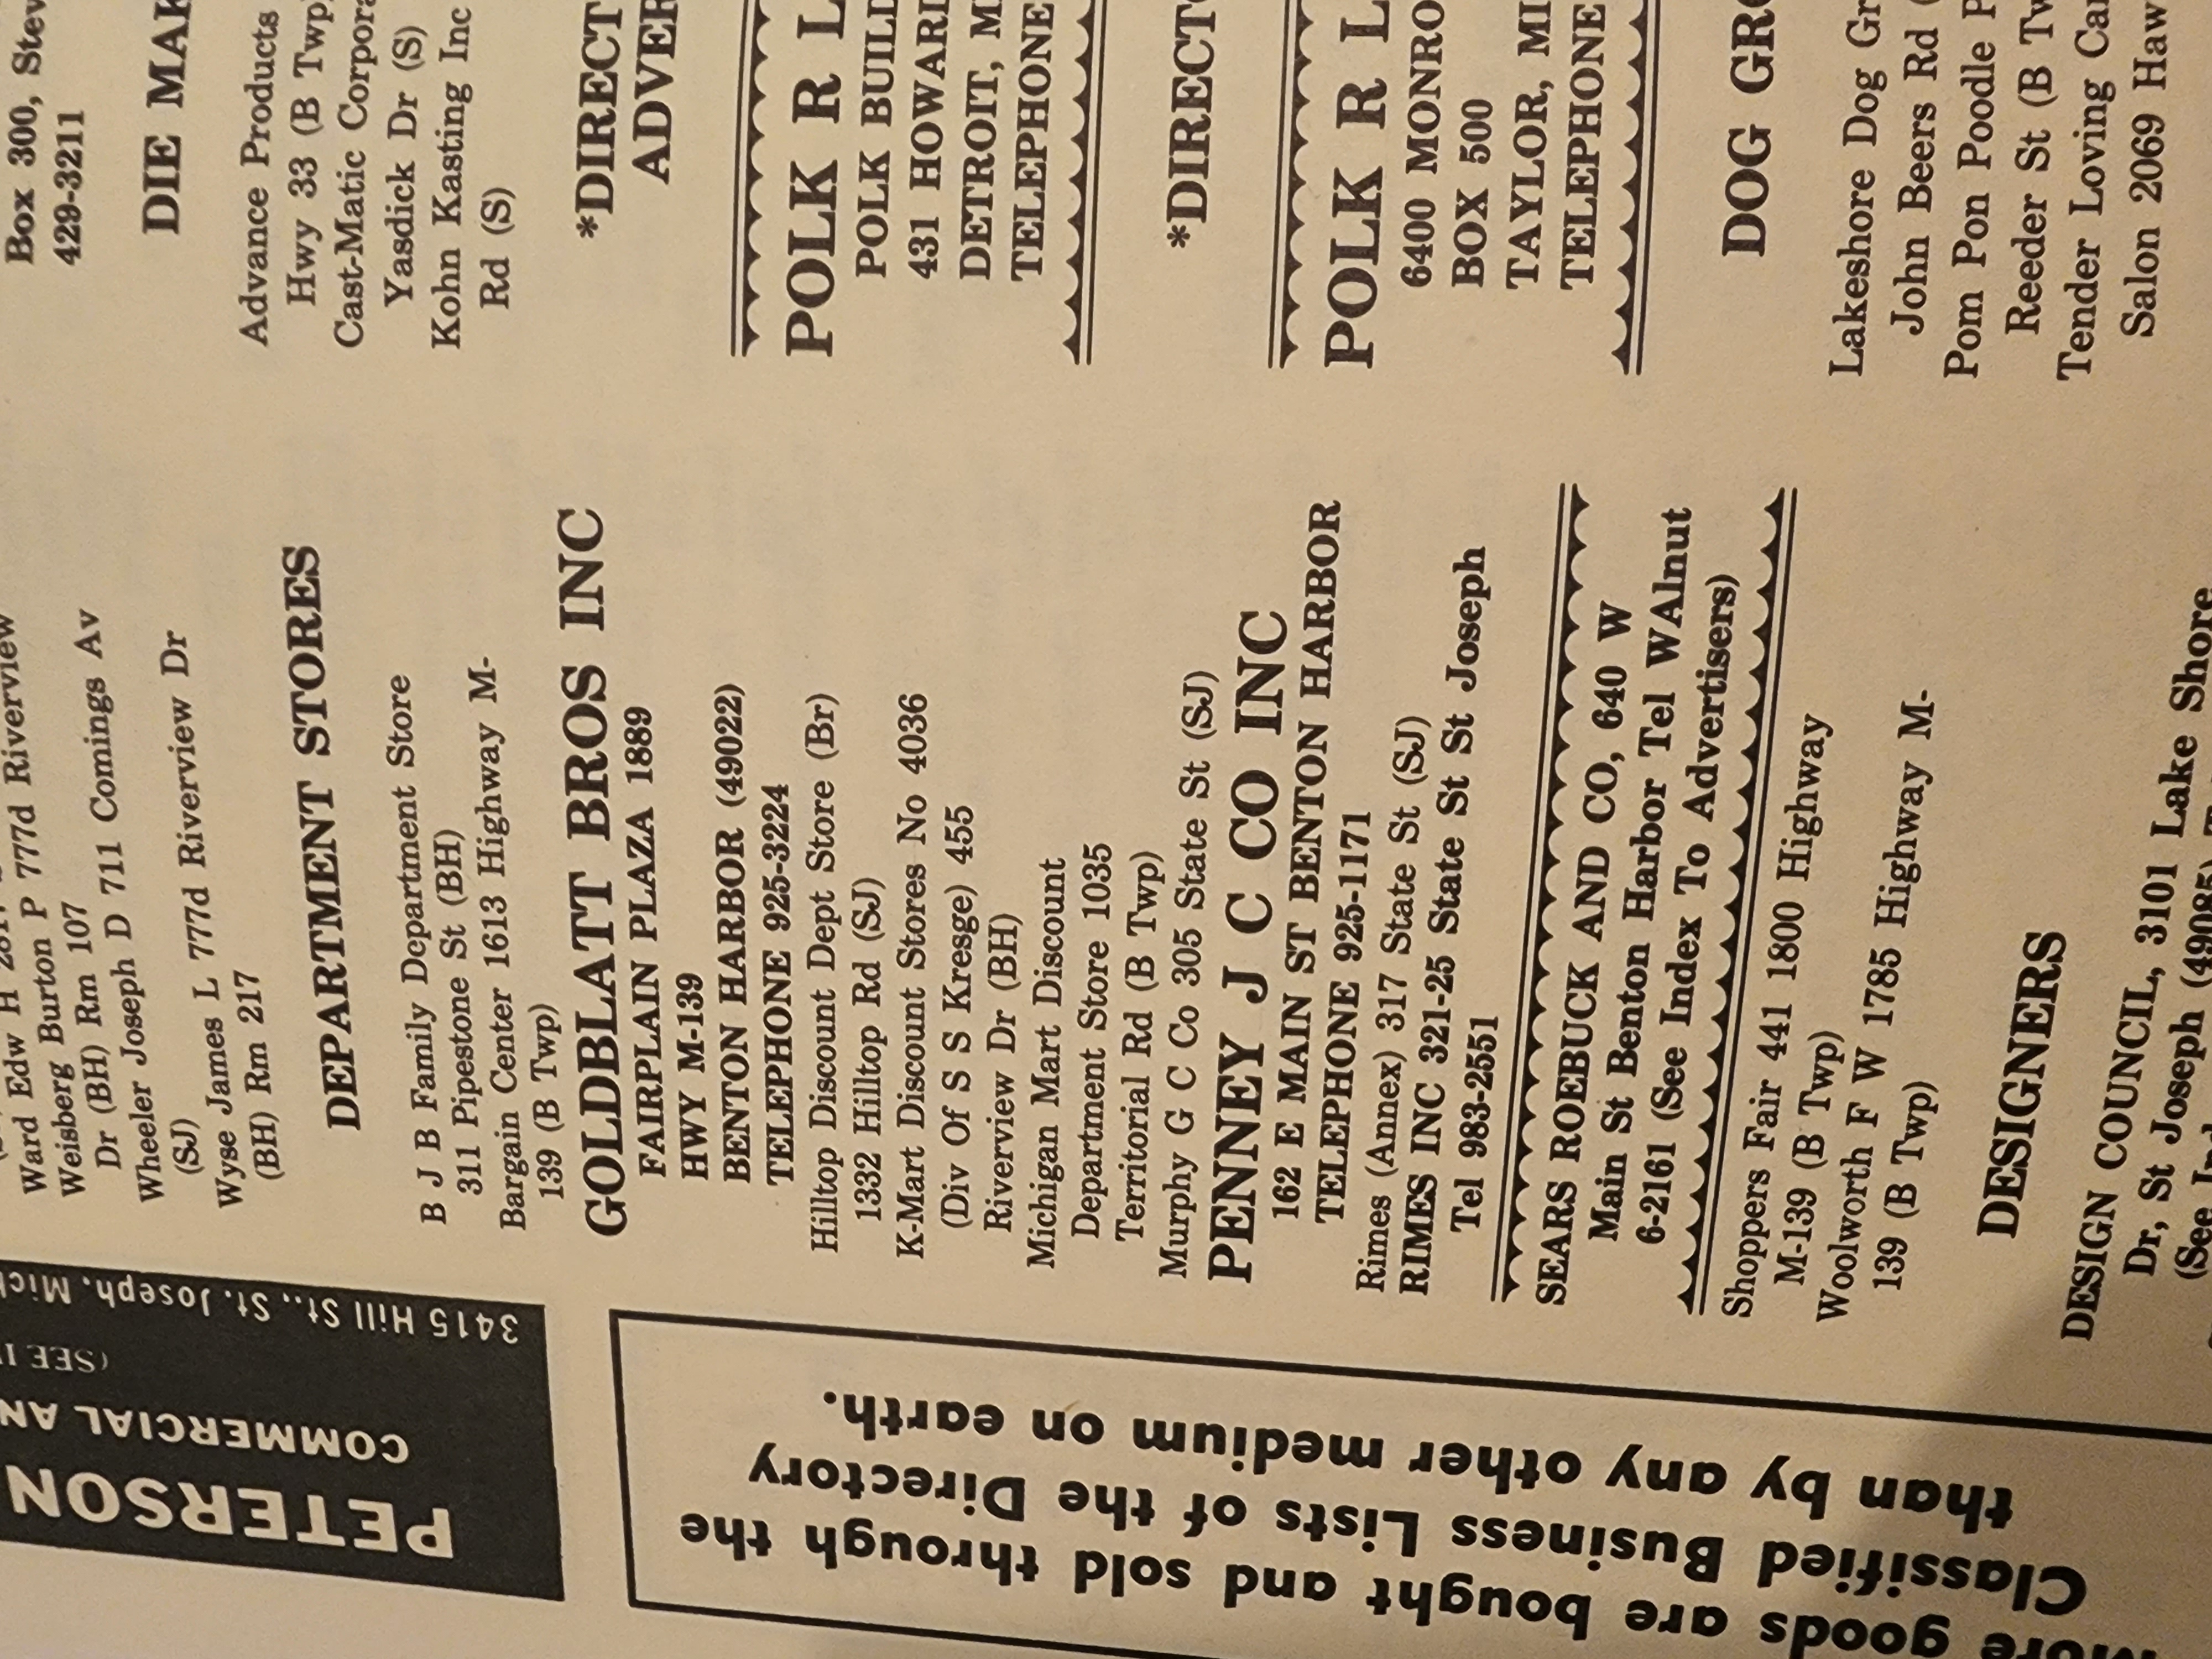 PETERSON
COMMERCIAL AN
(SEE I
3415 Hill St., St. Joseph, Mich
More goods are bought and sold through the
Classified Business Lists of the Directory
than by any other medium on earth.
Ward Edw H
Weisberg Burton P 777d Riverview
Dr (BH) Rm 107
Wheeler Joseph D 711 Comings Av
(SJ)
Wyse James L 777d Riverview Dr
(BH) Rm 217
DEPARTMENT STORES
B J B Family Department Store
311 Pipestone St (BH)
Bargain Center 1613 Highway M-
139 (B Twp)
GOLDBLATT BROS INC
FAIRPLAIN PLAZA 1889
HWY M-139
BENTON HARBOR (49022)
TELEPHONE 925-3224
Hilltop Discount Dept Store (Br)
1332 Hilltop Rd (SJ)
K-Mart Discount Stores No 4036
(Div Of S S Kresge) 455
Riverview Dr (BH)
Michigan Mart Discount
Department Store 1035
Territorial Rd (B Twp)
Murphy G C Co 305 State St (SJ)
PENNEY J C CO INC
162 E MAIN ST BENTON HARBOR
TELEPHONE 925-1171
Rimes (Annex) 317 State St (SJ)
RIMES INC 321-25 State St St Joseph
Tel 983-2551
SEARS ROEBUCK AND CO, 640 W
Main St Benton Harbor Tel WAlnut
6-2161 (See Index To Advertisers)
Shoppers Fair 441 1800 Highway
M-139 (B Twp)
Woolworth F W 1785 Highway M-
139 (B Twp)
DESIGNERS
DESIGN COUNCIL, 3101 Lake Shore
Dr, St Joseph (49085)
(See
Box 300, Stev
429-3211
DIE MAK
Advance Products
Hwy 33 (B Twp)
Cast-Matic Corpora
Yasdick Dr (S)
Kohn Kasting Inc
Rd (S)
*DIRECT
ADVER
POLK R L
POLK BUILD
431 HOWARD
DETROIT, M
TELEPHONE
*DIRECTO
POLK R L
6400 MONRO
BOX 500
TAYLOR, MI
TELEPHONE
DOG GRO
Lakeshore Dog Gr
John Beers Rd (
Pom Pon Poodle P
Reeder St (B Tw
Tender Loving Car
Salon 2069 Haw